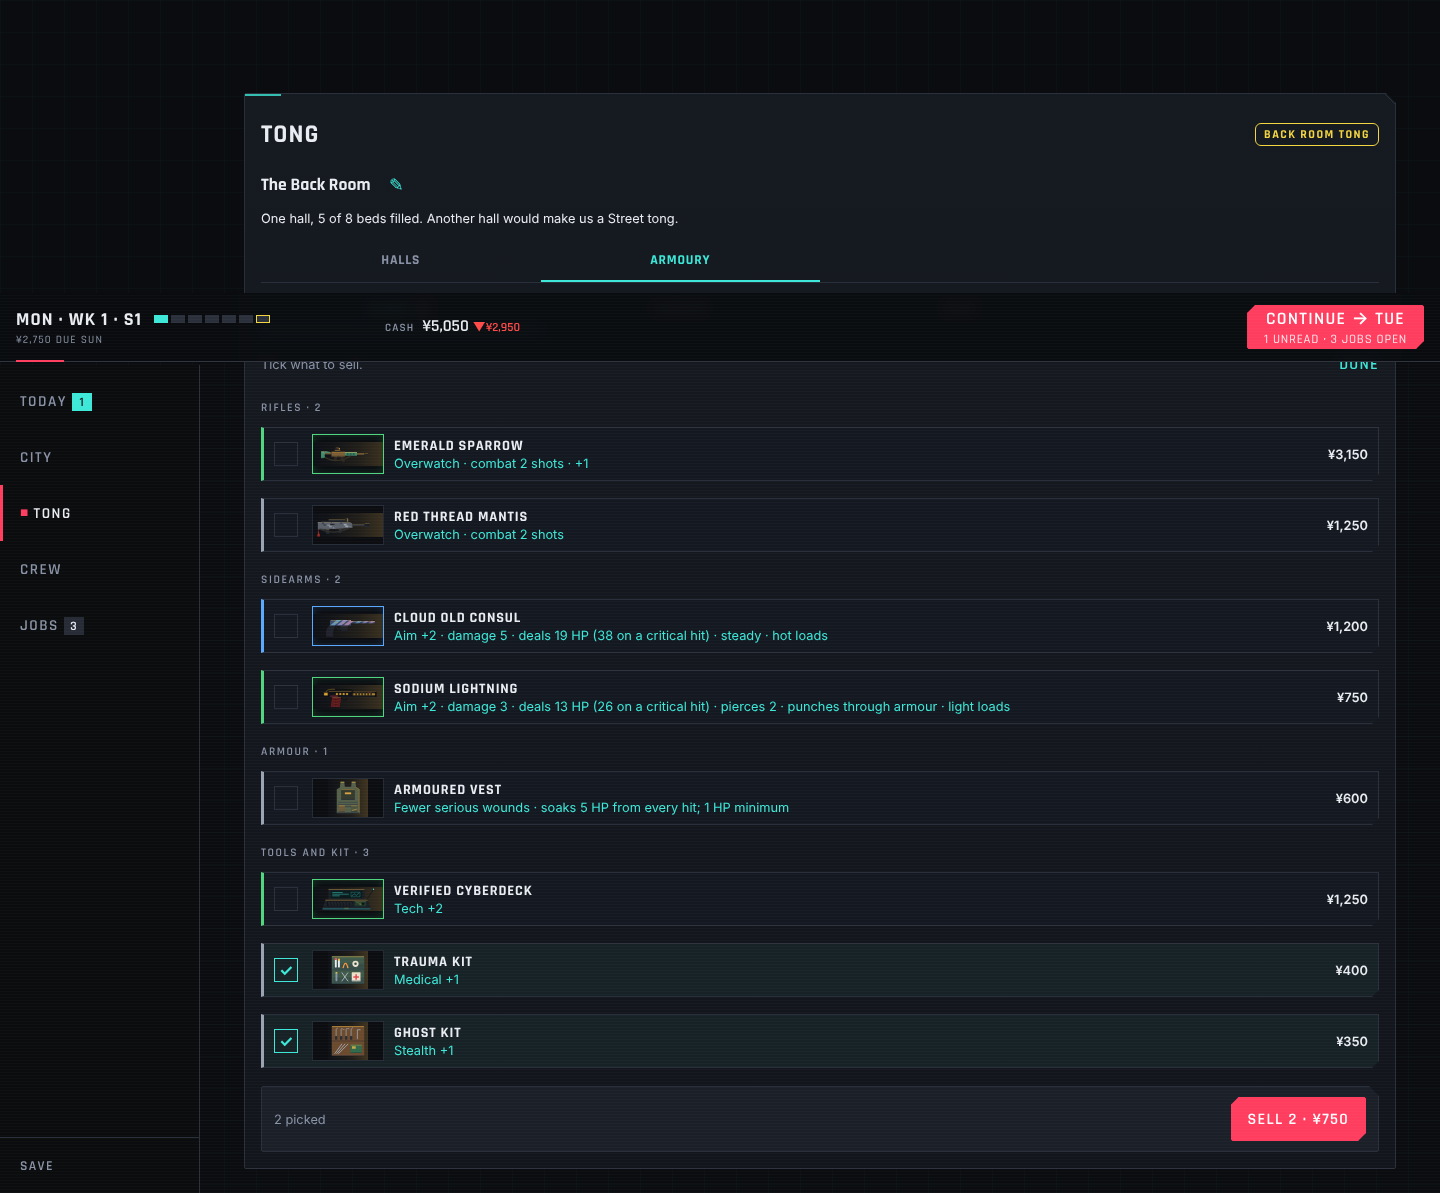 TONG
BACK ROOM TONG
The Back Room ✎
One hall, 5 of 8 beds filled. Another hall would make us a Street tong.
HALLS
ARMOURY
MON · WK 1 · S1
¥2,750 DUE SUN
CASH ¥5,050 ▼¥2,950
CONTINUE → TUE
1 UNREAD · 3 JOBS OPEN
TODAY 1
CITY
TONG
CREW
JOBS 3
SAVE
Tick what to sell.
DONE
RIFLES · 2
EMERALD SPARROW
Overwatch · combat 2 shots · +1
¥3,150
RED THREAD MANTIS
Overwatch · combat 2 shots
¥1,250
SIDEARMS · 2
CLOUD OLD CONSUL
Aim +2 · damage 5 · deals 19 HP (38 on a critical hit) · steady · hot loads
¥1,200
SODIUM LIGHTNING
Aim +2 · damage 3 · deals 13 HP (26 on a critical hit) · pierces 2 · punches through armour · light loads
¥750
ARMOUR · 1
ARMOURED VEST
Fewer serious wounds · soaks 5 HP from every hit; 1 HP minimum
¥600
TOOLS AND KIT · 3
VERIFIED CYBERDECK
Tech +2
¥1,250
TRAUMA KIT
Medical +1
¥400
GHOST KIT
Stealth +1
¥350
2 picked
SELL 2 · ¥750